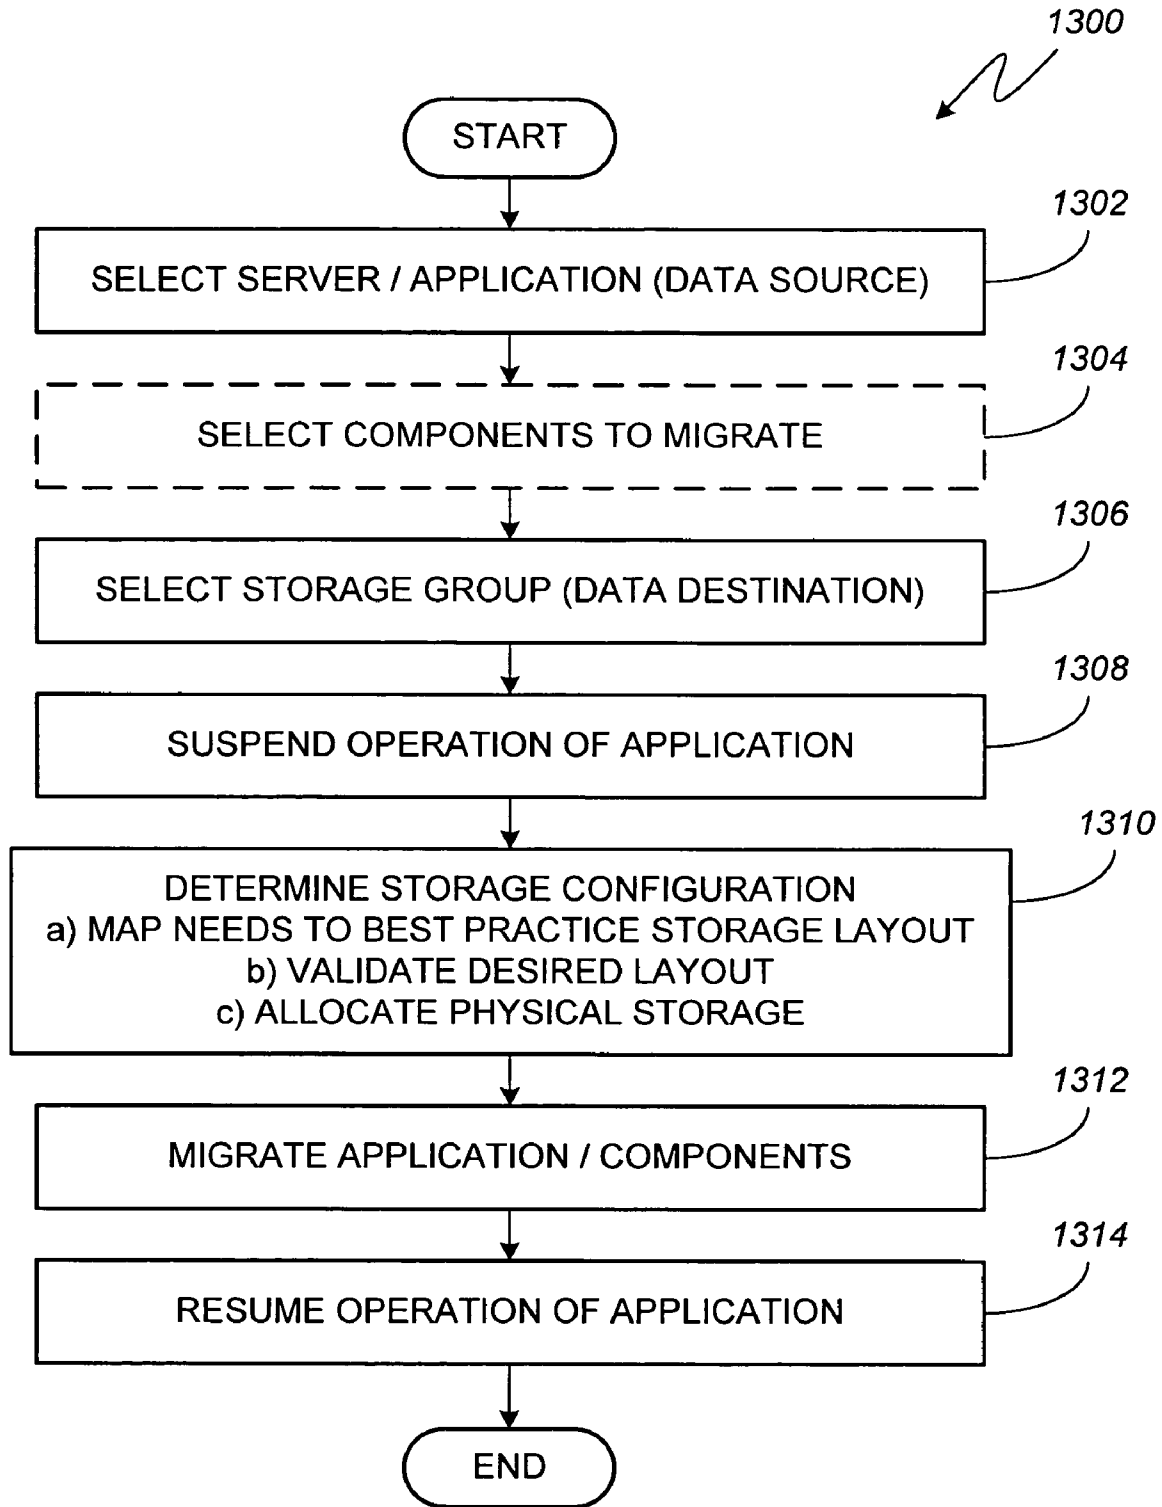 1300
START
1302
SELECT SERVER / APPLICATION (DATA SOURCE)
1304
SELECT COMPONENTS TO MIGRATE
1306
SELECT STORAGE GROUP (DATA DESTINATION)
1308
SUSPEND OPERATION OF APPLICATION
1310
DETERMINE STORAGE CONFIGURATION
a) MAP NEEDS TO BEST PRACTICE STORAGE LAYOUT
b) VALIDATE DESIRED LAYOUT
c) ALLOCATE PHYSICAL STORAGE
1312
MIGRATE APPLICATION / COMPONENTS
1314
RESUME OPERATION OF APPLICATION
END